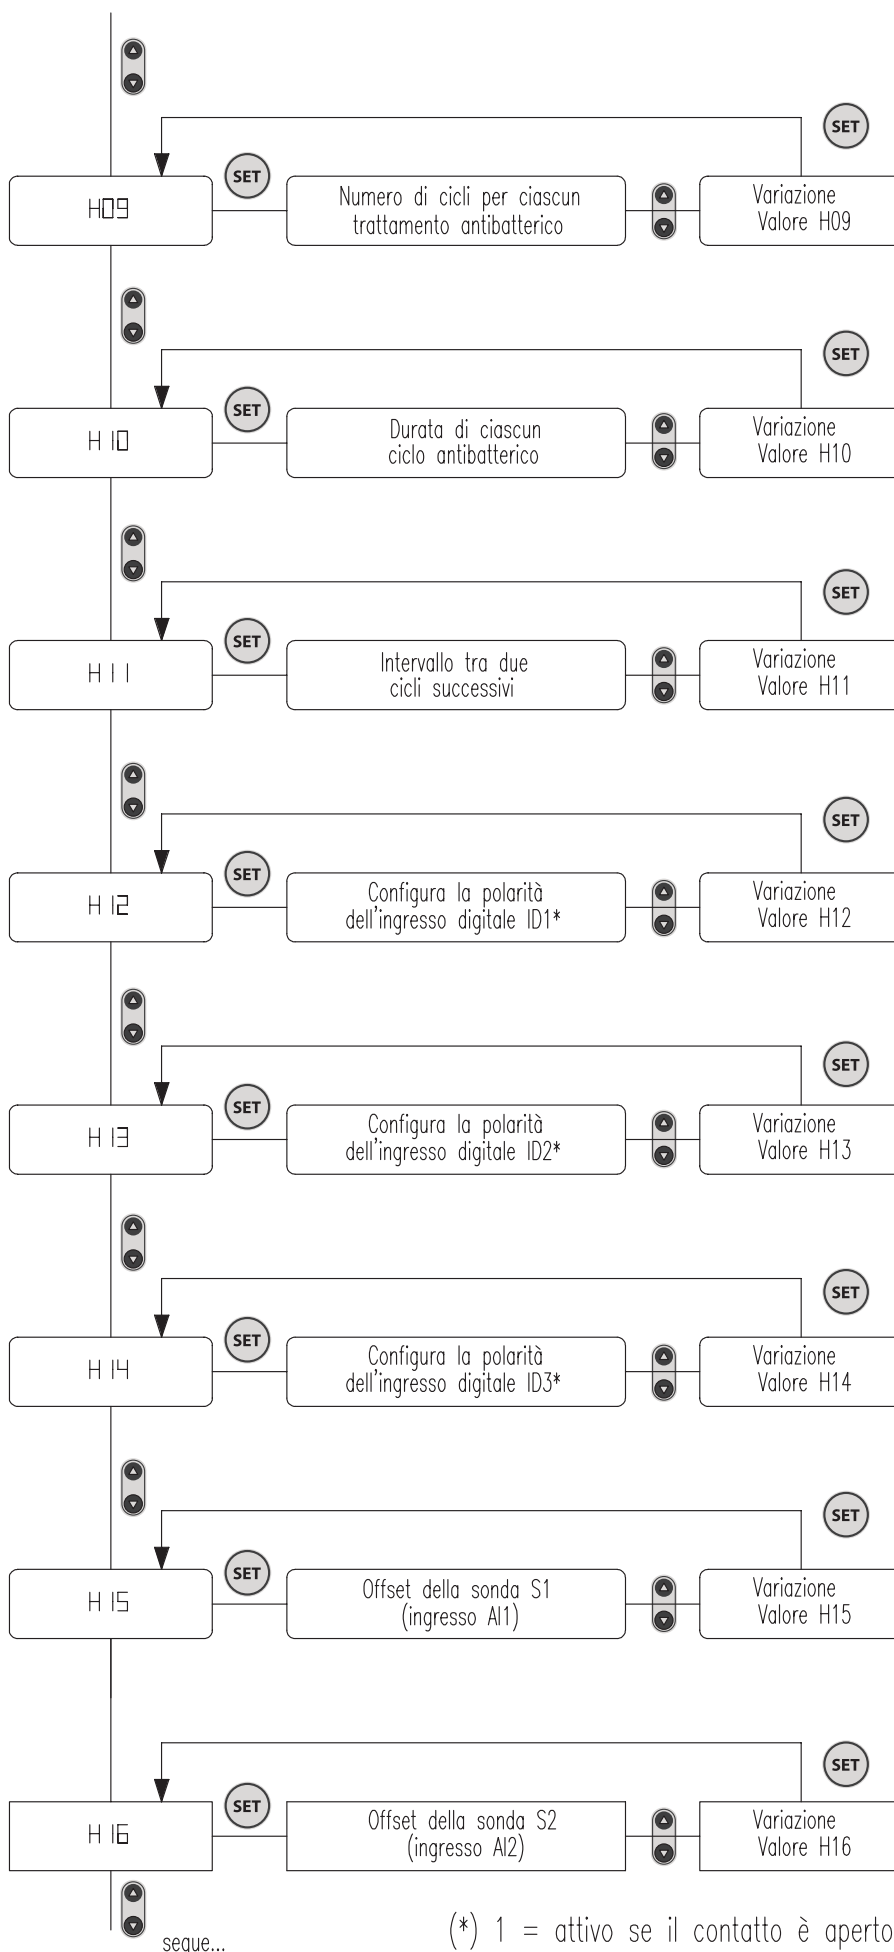 SET
H09
SET
Numero di cicli per ciascun
trattamento antibatterico
Variazione
Valore H09
SET
H10
SET
Durata di ciascun
ciclo antibatterico
Variazione
Valore H10
SET
H11
SET
Intervallo tra due
cicli successivi
Variazione
Valore H11
SET
H12
SET
Configura la polarità
dell'ingresso digitale ID1*
Variazione
Valore H12
SET
H13
SET
Configura la polarità
dell'ingresso digitale ID2*
Variazione
Valore H13
SET
H14
SET
Configura la polarità
dell'ingresso digitale ID3*
Variazione
Valore H14
SET
H15
SET
Offset della sonda S1
(ingresso AI1)
Variazione
Valore H15
SET
H16
SET
Offset della sonda S2
(ingresso AI2)
Variazione
Valore H16
segue...
(*) 1 = attivo se il contatto è aperto